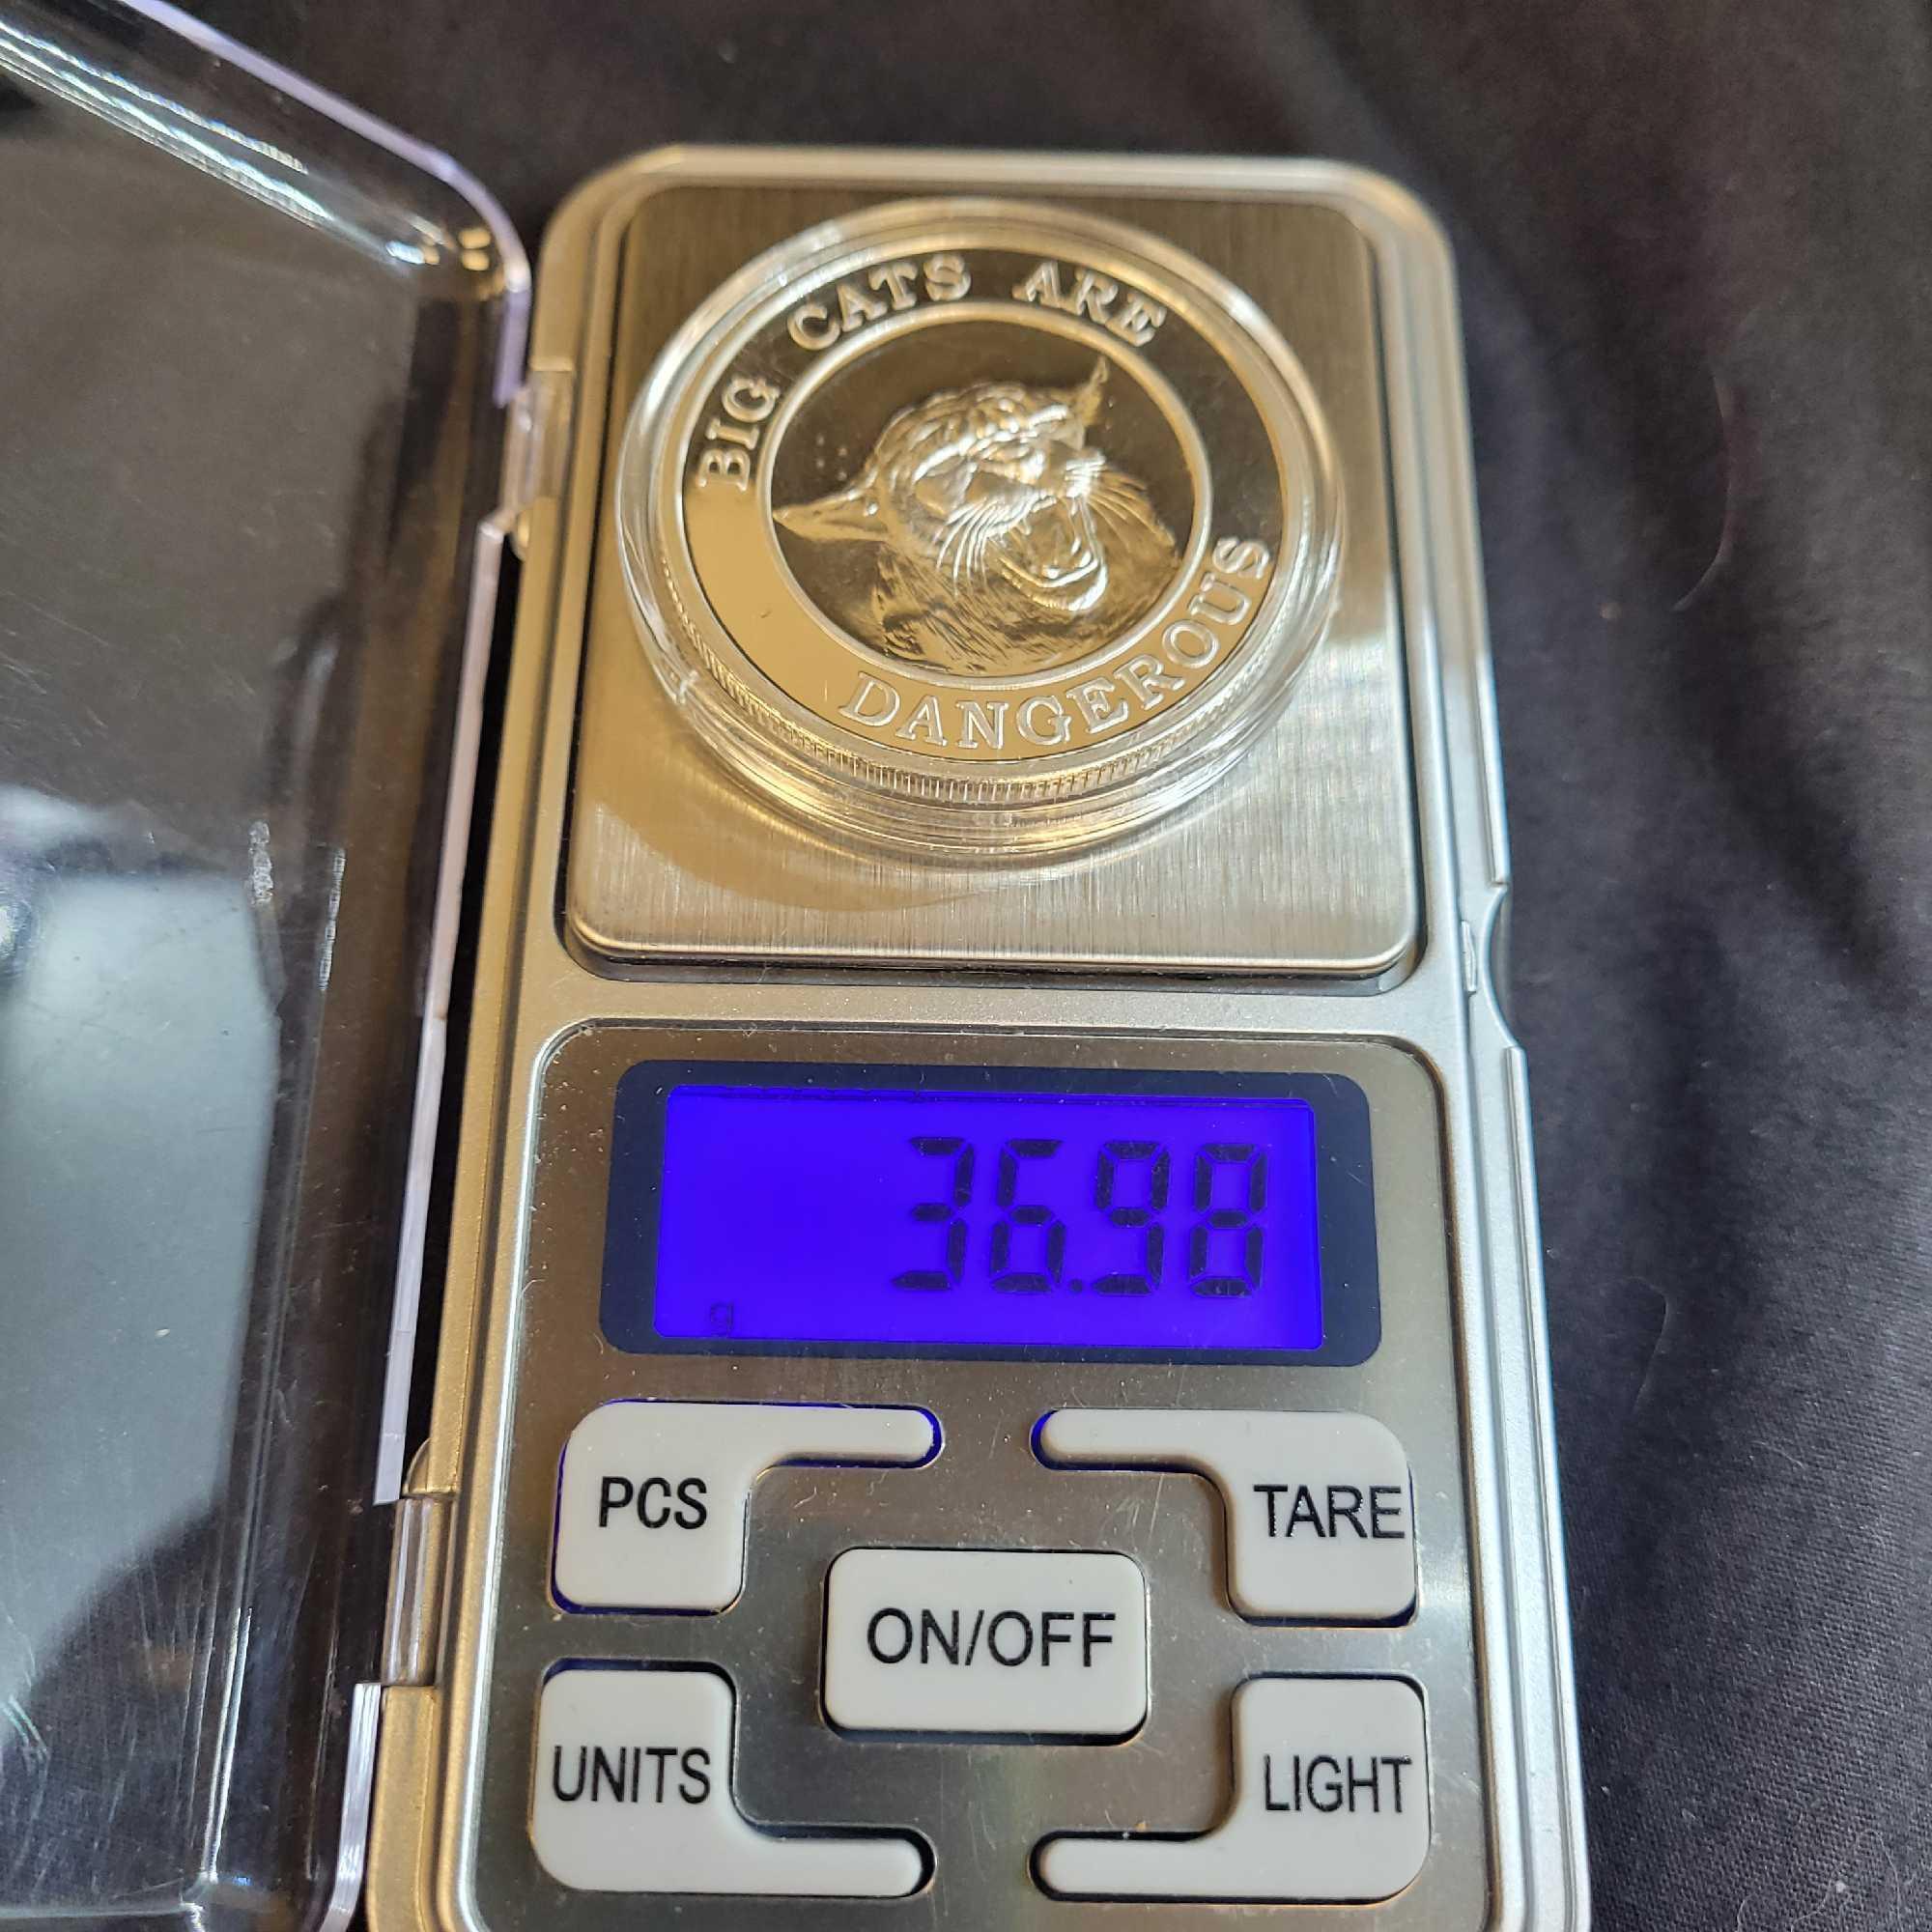 BIG CATS ARE
DANGEROUS
36.98
g
PCS
TARE
ON/OFF
UNITS
LIGHT